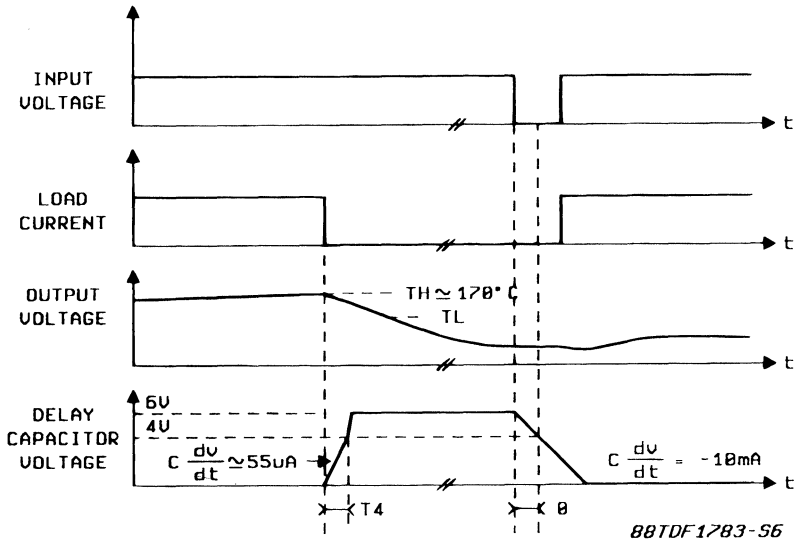 INPUT
VOLTAGE
t
LOAD
CURRENT
t
OUTPUT
VOLTAGE
TH ≃ 170° C
TL
t
DELAY
CAPACITOR
VOLTAGE
6V
4V
C dv/dt ≃ 55uA
C dv/dt = -10mA
t
T4
θ
88TDF1783-S6